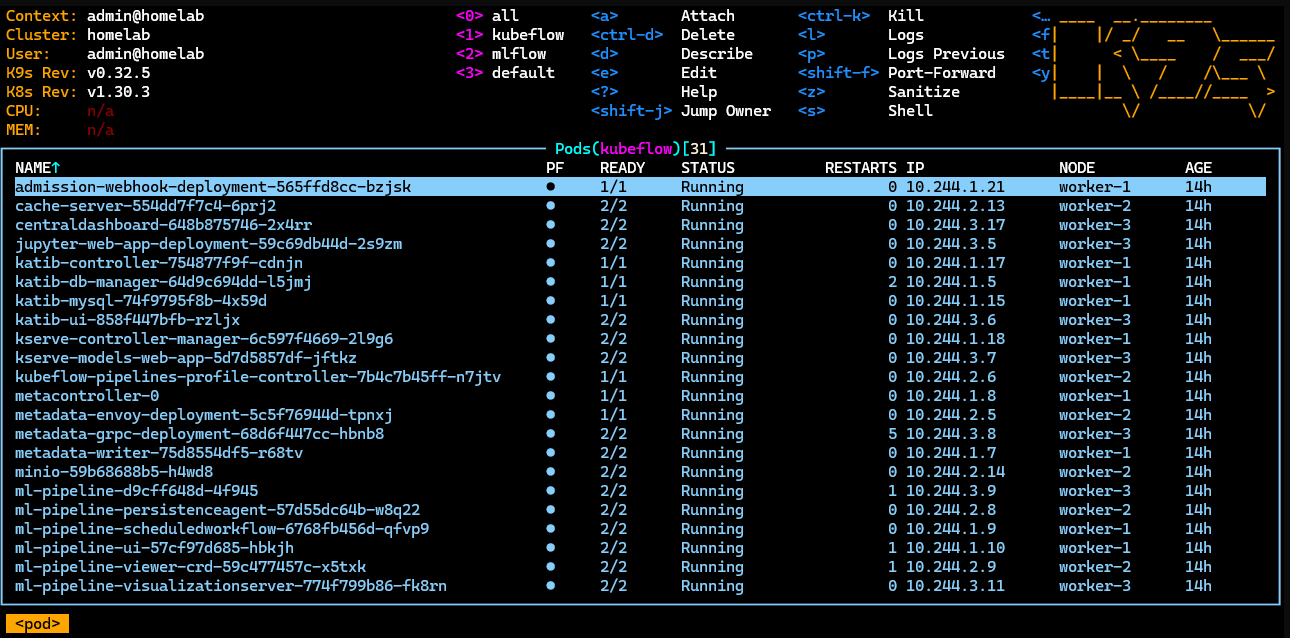 Context: admin@homelab <0> all <a> Attach <ctrl-k> Kill <…
Cluster: homelab <1> kubeflow <ctrl-d> Delete <l> Logs <f
User: admin@homelab <2> mlflow <d> Describe <p> Logs Previous <t
K9s Rev: v0.32.5 <3> default <e> Edit <shift-f> Port-Forward <y
K8s Rev: v1.30.3 <?> Help <z> Sanitize
CPU: n/a <shift-j> Jump Owner <s> Shell
MEM: n/a
Pods(kubeflow)[31]
NAME↑ PF READY STATUS RESTARTS IP NODE AGE
admission-webhook-deployment-565ffd8cc-bzjsk ● 1/1 Running 0 10.244.1.21 worker-1 14h
cache-server-554dd7f7c4-6prj2 ● 2/2 Running 0 10.244.2.13 worker-2 14h
centraldashboard-648b875746-2x4rr ● 2/2 Running 0 10.244.3.17 worker-3 14h
jupyter-web-app-deployment-59c69db44d-2s9zm ● 2/2 Running 0 10.244.3.5 worker-3 14h
katib-controller-754877f9f-cdnjn ● 1/1 Running 0 10.244.1.17 worker-1 14h
katib-db-manager-64d9c694dd-l5jmj ● 1/1 Running 2 10.244.1.5 worker-1 14h
katib-mysql-74f9795f8b-4x59d ● 1/1 Running 0 10.244.1.15 worker-1 14h
katib-ui-858f447bfb-rzljx ● 2/2 Running 0 10.244.3.6 worker-3 14h
kserve-controller-manager-6c597f4669-2l9g6 ● 2/2 Running 0 10.244.1.18 worker-1 14h
kserve-models-web-app-5d7d5857df-jftkz ● 2/2 Running 0 10.244.3.7 worker-3 14h
kubeflow-pipelines-profile-controller-7b4c7b45ff-n7jtv ● 1/1 Running 0 10.244.2.6 worker-2 14h
metacontroller-0 ● 1/1 Running 0 10.244.1.8 worker-1 14h
metadata-envoy-deployment-5c5f76944d-tpnxj ● 1/1 Running 0 10.244.2.5 worker-2 14h
metadata-grpc-deployment-68d6f447cc-hbnb8 ● 2/2 Running 5 10.244.3.8 worker-3 14h
metadata-writer-75d8554df5-r68tv ● 2/2 Running 0 10.244.1.7 worker-1 14h
minio-59b68688b5-h4wd8 ● 2/2 Running 0 10.244.2.14 worker-2 14h
ml-pipeline-d9cff648d-4f945 ● 2/2 Running 1 10.244.3.9 worker-3 14h
ml-pipeline-persistenceagent-57d55dc64b-w8q22 ● 2/2 Running 0 10.244.2.8 worker-2 14h
ml-pipeline-scheduledworkflow-6768fb456d-qfvp9 ● 2/2 Running 0 10.244.1.9 worker-1 14h
ml-pipeline-ui-57cf97d685-hbkjh ● 2/2 Running 1 10.244.1.10 worker-1 14h
ml-pipeline-viewer-crd-59c477457c-x5txk ● 2/2 Running 1 10.244.2.9 worker-2 14h
ml-pipeline-visualizationserver-774f799b86-fk8rn ● 2/2 Running 0 10.244.3.11 worker-3 14h
<pod>